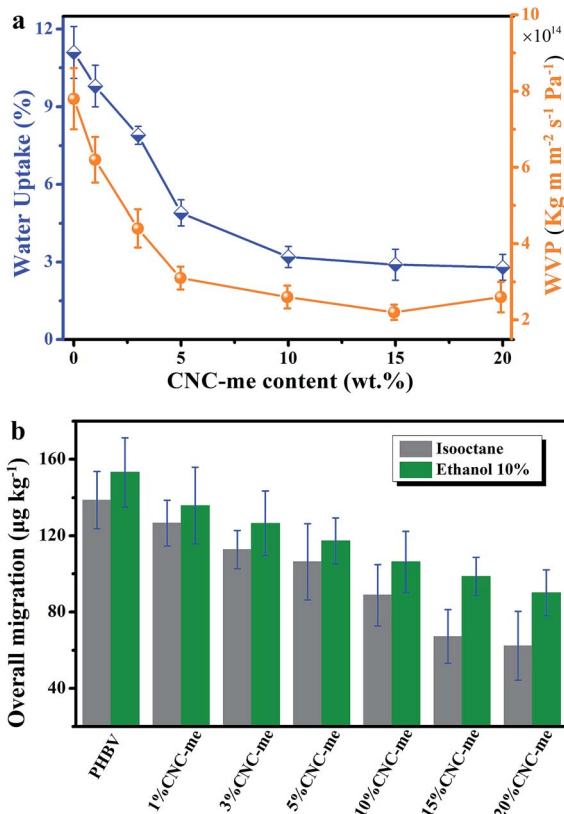 a
12
9
6
3
0
Water Uptake (%)
10
8
6
4
2
×10¹⁴
WVP (Kg m m⁻² s⁻¹ Pa⁻¹)
0 5 10 15 20
CNC-me content (wt.%)
b
160
120
80
40
Overall migration (μg kg⁻¹)
Isooctane
Ethanol 10%
PHBV
1%CNC-me
3%CNC-me
5%CNC-me
10%CNC-me
15%CNC-me
20%CNC-me